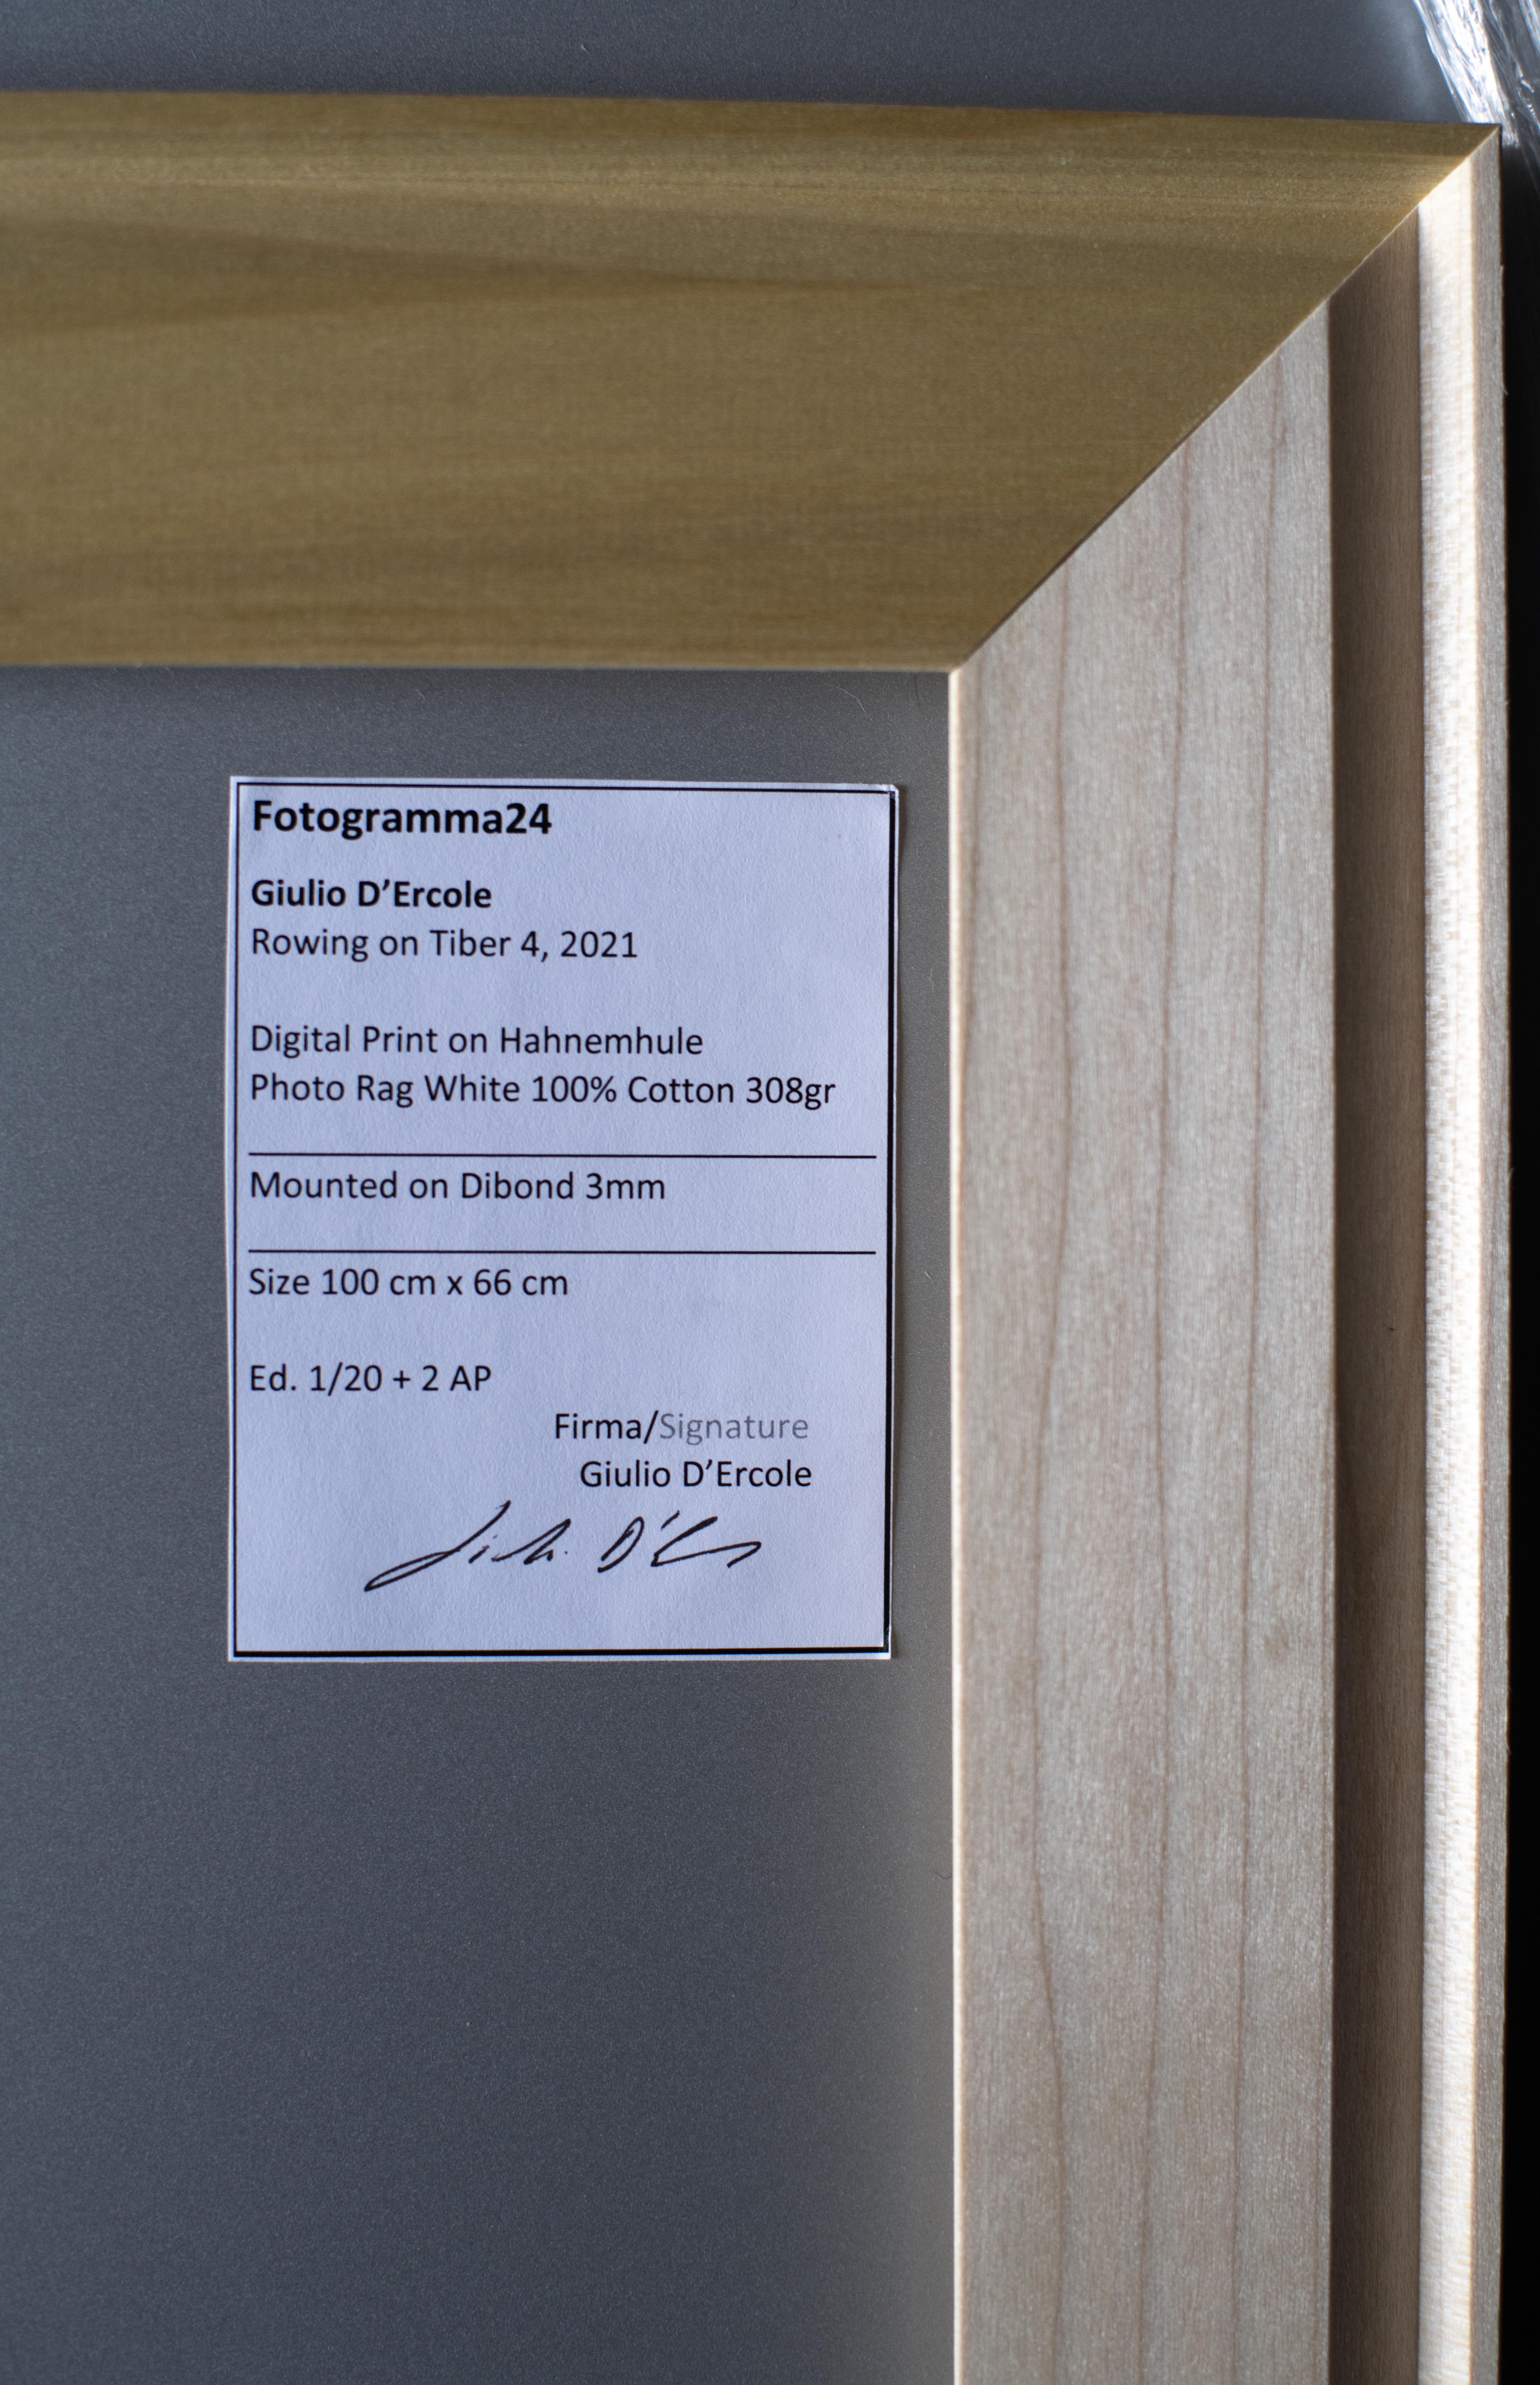 Fotogramma24
Giulio D’Ercole
Rowing on Tiber 4, 2021
Digital Print on Hahnemhule
Photo Rag White 100% Cotton 308gr
Mounted on Dibond 3mm
Size 100 cm x 66 cm
Ed. 1/20 + 2 AP
Firma/Signature
Giulio D’Ercole